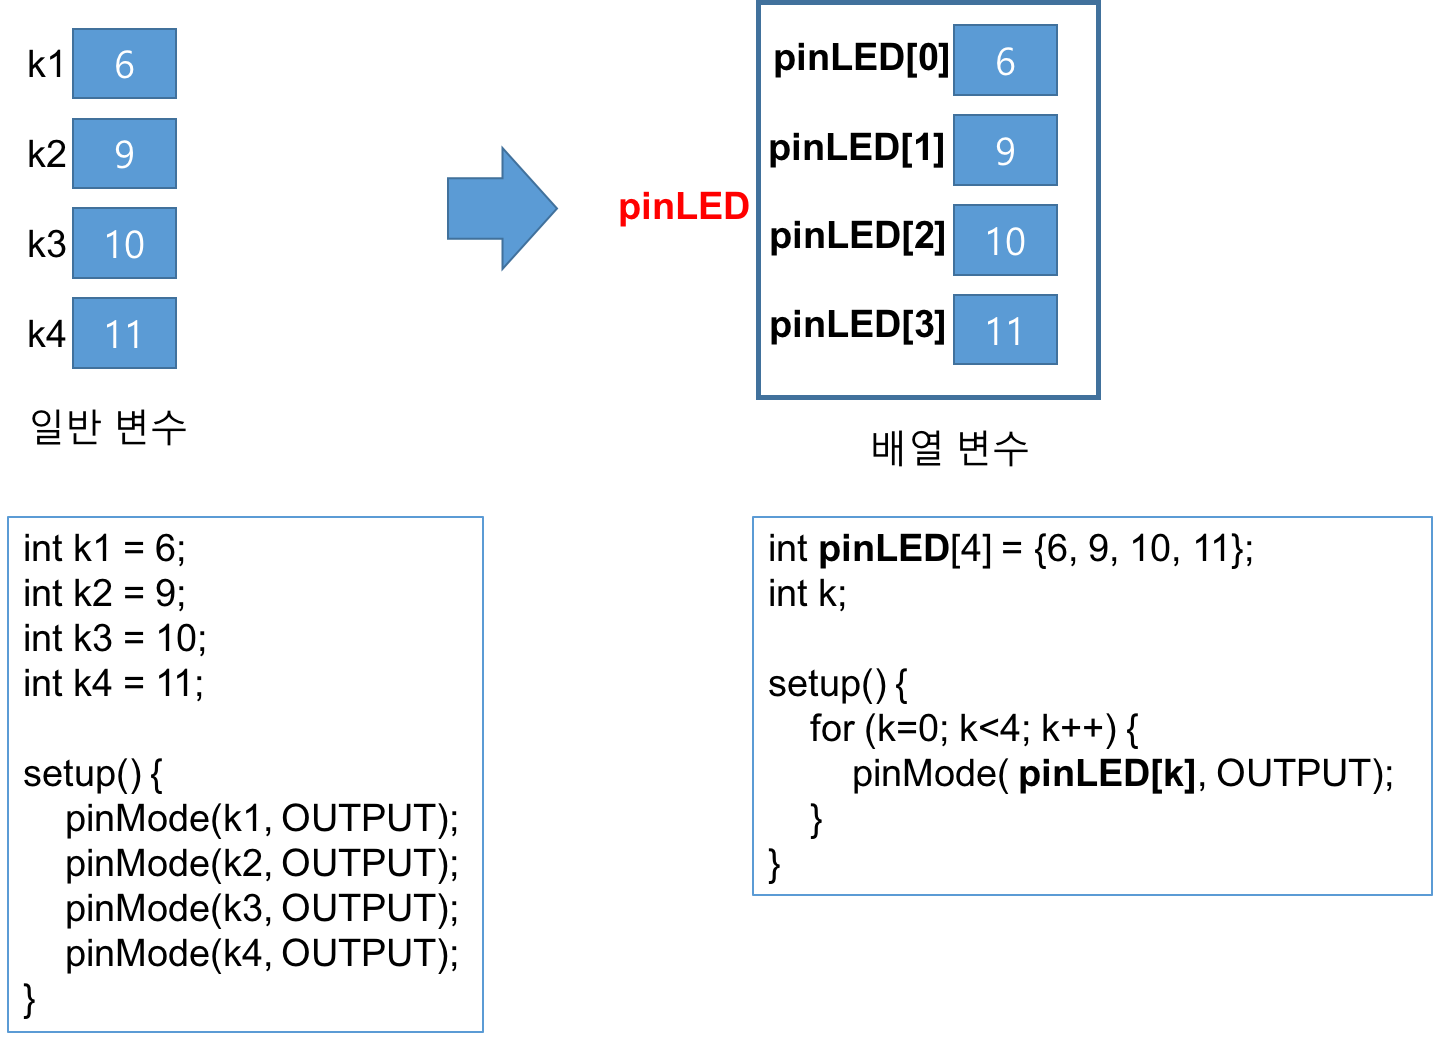 k1 6
k2 9
k3 10
k4 11
일반 변수
pinLED
pinLED[0] 6
pinLED[1] 9
pinLED[2] 10
pinLED[3] 11
배열 변수
int k1 = 6;
int k2 = 9;
int k3 = 10;
int k4 = 11;
setup() {
pinMode(k1, OUTPUT);
pinMode(k2, OUTPUT);
pinMode(k3, OUTPUT);
pinMode(k4, OUTPUT);
}
int pinLED[4] = {6, 9, 10, 11};
int k;
setup() {
for (k=0; k<4; k++) {
pinMode( pinLED[k], OUTPUT);
}
}